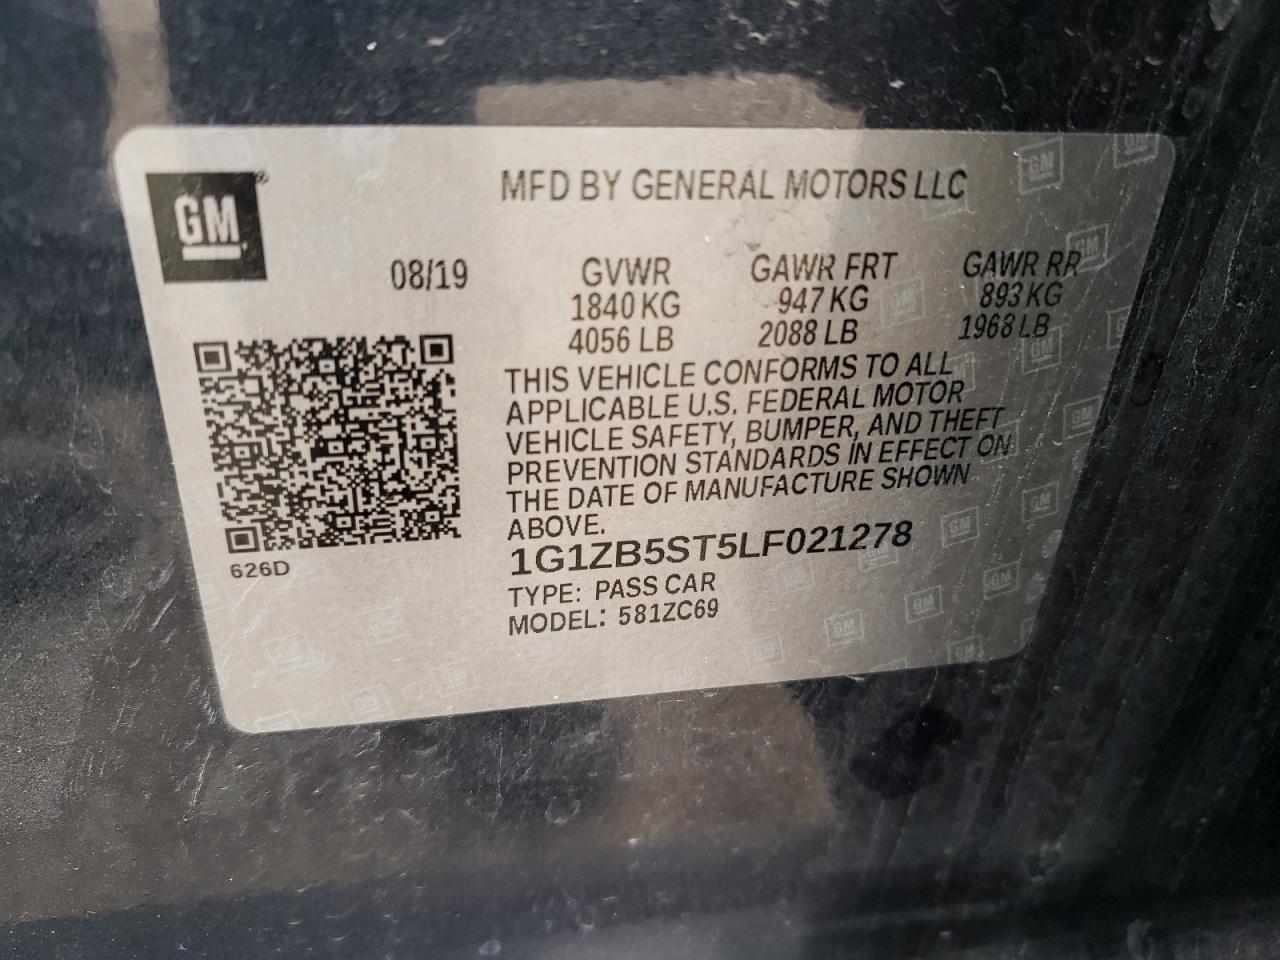 GM®
MFD BY GENERAL MOTORS LLC
08/19
GVWR GAWR FRT GAWR RR
1840 KG 947 KG 893 KG
4056 LB 2088 LB 1968 LB
THIS VEHICLE CONFORMS TO ALL
APPLICABLE U.S. FEDERAL MOTOR
VEHICLE SAFETY, BUMPER, AND THEFT
PREVENTION STANDARDS IN EFFECT ON
THE DATE OF MANUFACTURE SHOWN
ABOVE.
626D
1G1ZB5ST5LF021278
TYPE: PASS CAR
MODEL: 581ZC69